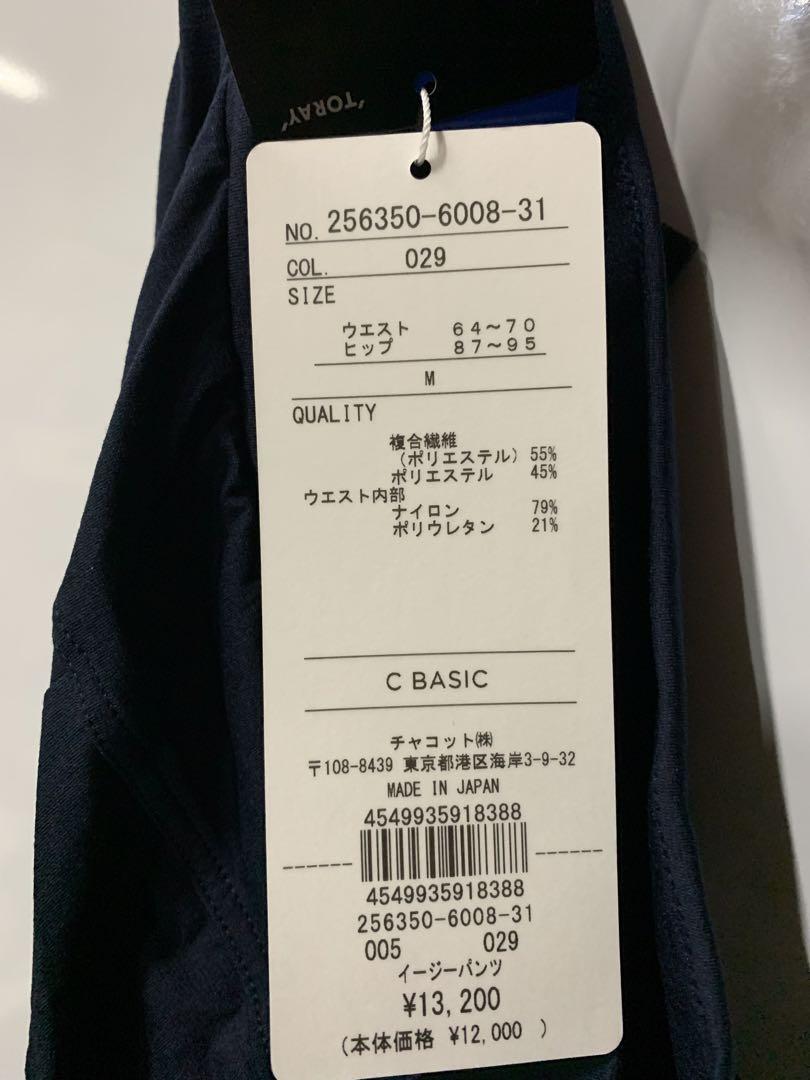 'TORAY'
NO. 256350-6008-31
COL. 029
SIZE
ウエスト 64～70
ヒップ 87～95
M
QUALITY
複合繊維
(ポリエステル) 55%
ポリエステル 45%
ウエスト内部
ナイロン 79%
ポリウレタン 21%
C BASIC
チャコット㈱
〒108-8439 東京都港区海岸3-9-32
MADE IN JAPAN
4549935918388
4549935918388
256350-6008-31
005 029
イージーパンツ
¥13,200
(本体価格 ¥12,000 )